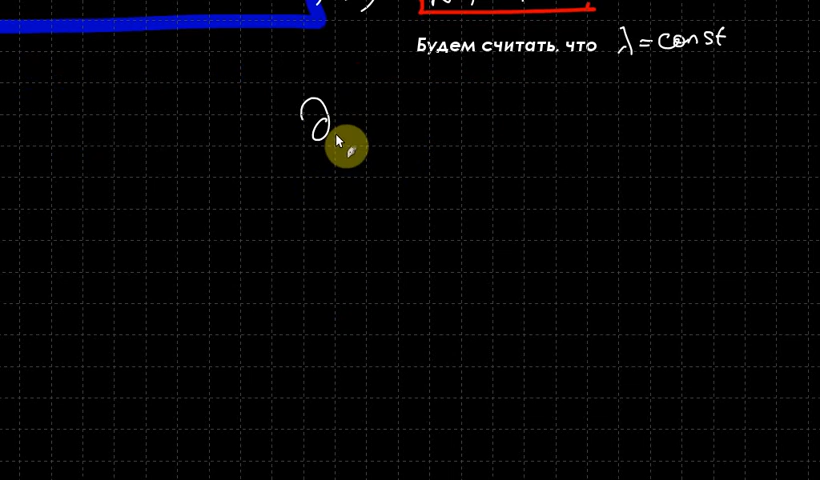 Будем считать, что λ = const
∂